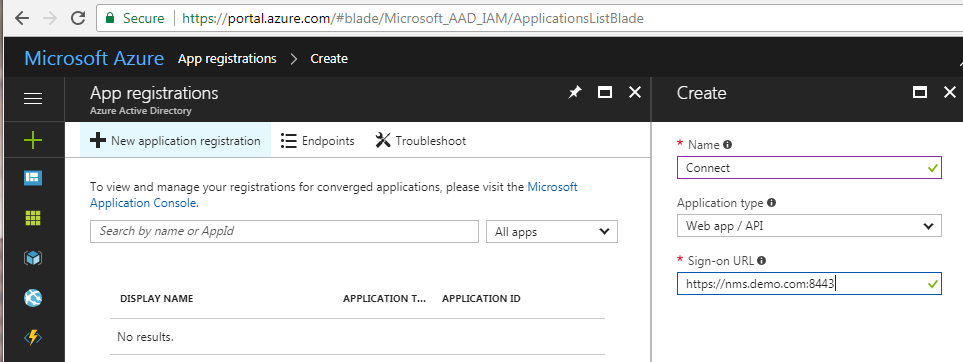 Secure https://portal.azure.com/#blade/Microsoft_AAD_IAM/ApplicationsListBlade
Microsoft Azure App registrations > Create
App registrations
Azure Active Directory
Create
New application registration Endpoints Troubleshoot
* Name
Connect
To view and manage your registrations for converged applications, please visit the Microsoft
Application Console.
Application type
Search by name or AppId All apps
Web app / API
* Sign-on URL
https://nms.demo.com:8443
DISPLAY NAME APPLICATION T... APPLICATION ID
No results.